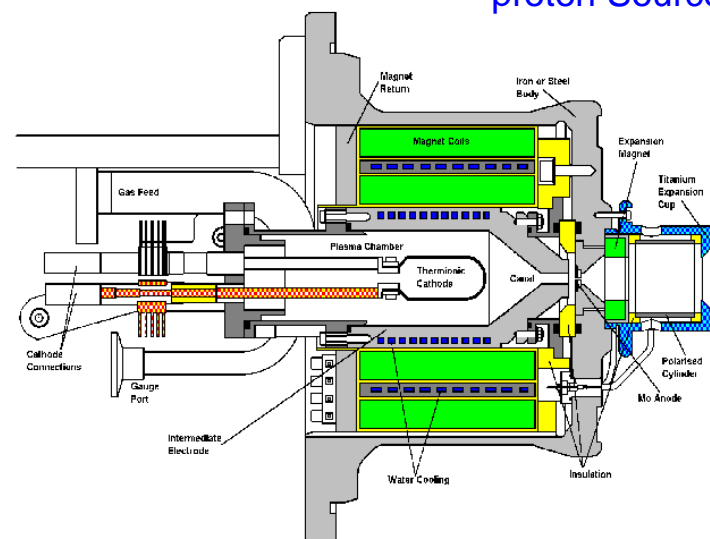 proton Source
Magnet
Return
Iron or Steel
Body
Magnet Coils
Expansion
Magnet
Titanium
Expansion
Cup
Gas Feed
Plasma Chamber
Thermionic
Cathode
Canal
Cathode
Connections
Gauge
Port
Polarised
Cylinder
Mo Anode
Intermediate
Electrode
Water Cooling
Insulation